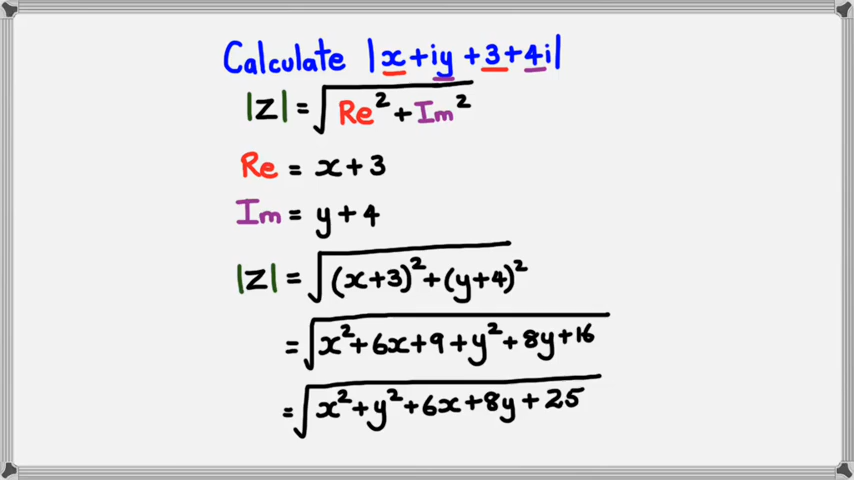 Calculate |x+iy+3+4i|
|z| = √(Re²+Im²)
Re = x+3
Im = y+4
|z| = √((x+3)²+(y+4)²)
= √(x²+6x+9+y²+8y+16)
= √(x²+y²+6x+8y+25)